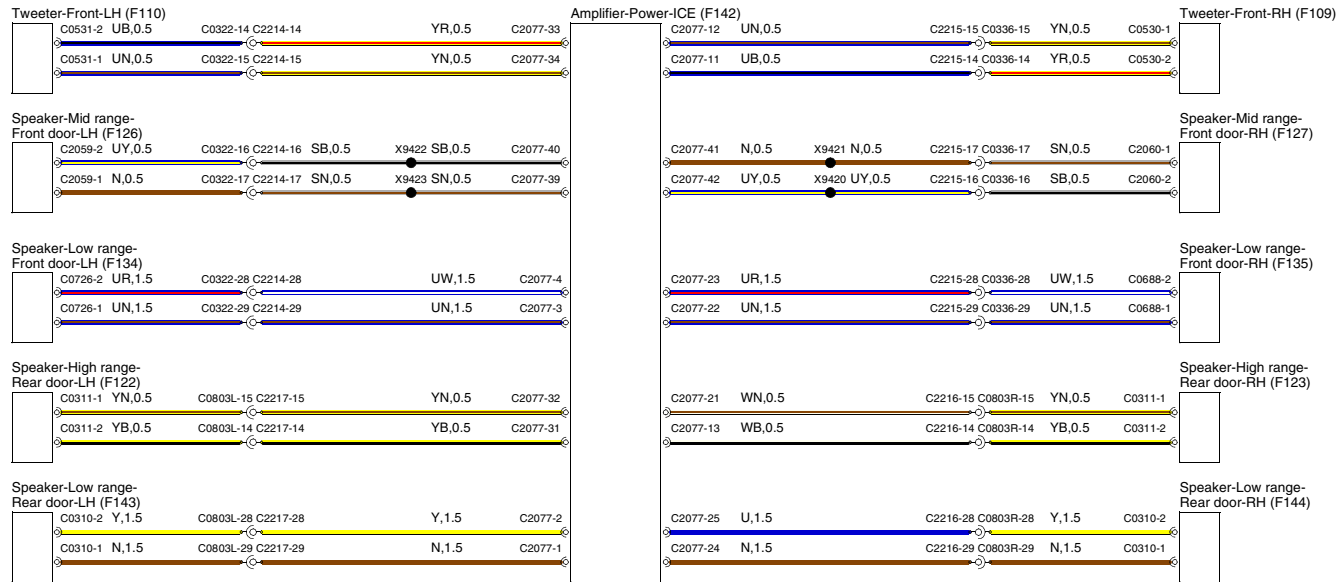 Tweeter-Front-LH (F110) Amplifier-Power-ICE (F142) Tweeter-Front-RH (F109)
C0531-2 UB,0.5 C0322-14 C2214-14 YR,0.5 C2077-33 C2077-12 UN,0.5 C2215-15 C0336-15 YN,0.5 C0530-1
C0531-1 UN,0.5 C0322-15 C2214-15 YN,0.5 C2077-34 C2077-11 UB,0.5 C2215-14 C0336-14 YR,0.5 C0530-2
Speaker-Mid range- Speaker-Mid range-
Front door-LH (F126) Front door-RH (F127)
C2059-2 UY,0.5 C0322-16 C2214-16 SB,0.5 X9422 SB,0.5 C2077-40 C2077-41 N,0.5 X9421 N,0.5 C2215-17 C0336-17 SN,0.5 C2060-1
C2059-1 N,0.5 C0322-17 C2214-17 SN,0.5 X9423 SN,0.5 C2077-39 C2077-42 UY,0.5 X9420 UY,0.5 C2215-16 C0336-16 SB,0.5 C2060-2
Speaker-Low range- Speaker-Low range-
Front door-LH (F134) Front door-RH (F135)
C0726-2 UR,1.5 C0322-28 C2214-28 UW,1.5 C2077-4 C2077-23 UR,1.5 C2215-28 C0336-28 UW,1.5 C0688-2
C0726-1 UN,1.5 C0322-29 C2214-29 UN,1.5 C2077-3 C2077-22 UN,1.5 C2215-29 C0336-29 UN,1.5 C0688-1
Speaker-High range- Speaker-High range-
Rear door-LH (F122) Rear door-RH (F123)
C0311-1 YN,0.5 C0803L-15 C2217-15 YN,0.5 C2077-32 C2077-21 WN,0.5 C2216-15 C0803R-15 YN,0.5 C0311-1
C0311-2 YB,0.5 C0803L-14 C2217-14 YB,0.5 C2077-31 C2077-13 WB,0.5 C2216-14 C0803R-14 YB,0.5 C0311-2
Speaker-Low range- Speaker-Low range-
Rear door-LH (F143) Rear door-RH (F144)
C0310-2 Y,1.5 C0803L-28 C2217-28 Y,1.5 C2077-2 C2077-25 U,1.5 C2216-28 C0803R-28 Y,1.5 C0310-2
C0310-1 N,1.5 C0803L-29 C2217-29 N,1.5 C2077-1 C2077-24 N,1.5 C2216-29 C0803R-29 N,1.5 C0310-1